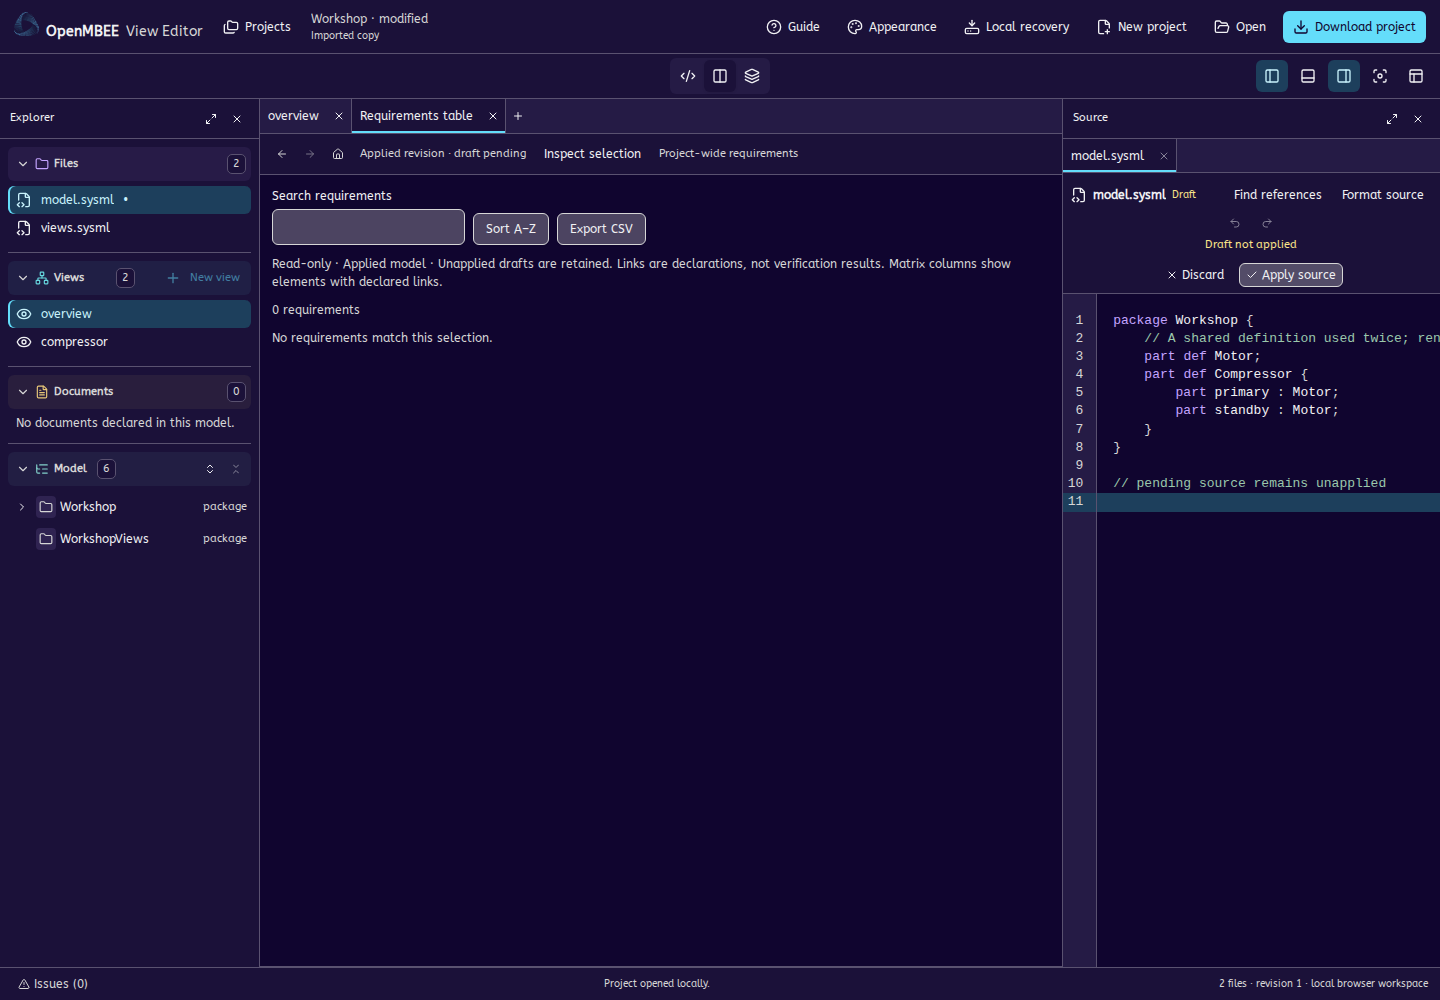 OpenMBEE View Editor
Projects
Workshop · modified
Imported copy
Guide
Appearance
Local recovery
New project
Open
Download project
Explorer
Files
2
model.sysml •
views.sysml
Views
2
New view
overview
compressor
Documents
0
No documents declared in this model.
Model
6
Workshop
package
WorkshopViews
package
overview
Requirements table
Applied revision · draft pending
Inspect selection
Project-wide requirements
Search requirements
Sort A–Z
Export CSV
Read-only · Applied model · Unapplied drafts are retained. Links are declarations, not verification results. Matrix columns show
elements with declared links.
0 requirements
No requirements match this selection.
Source
model.sysml
model.sysml Draft
Find references
Format source
Draft not applied
Discard
Apply source
1 package Workshop {
2 // A shared definition used twice; ren
3 part def Motor;
4 part def Compressor {
5 part primary : Motor;
6 part standby : Motor;
7 }
8 }
9
10 // pending source remains unapplied
11
Issues (0)
Project opened locally.
2 files · revision 1 · local browser workspace